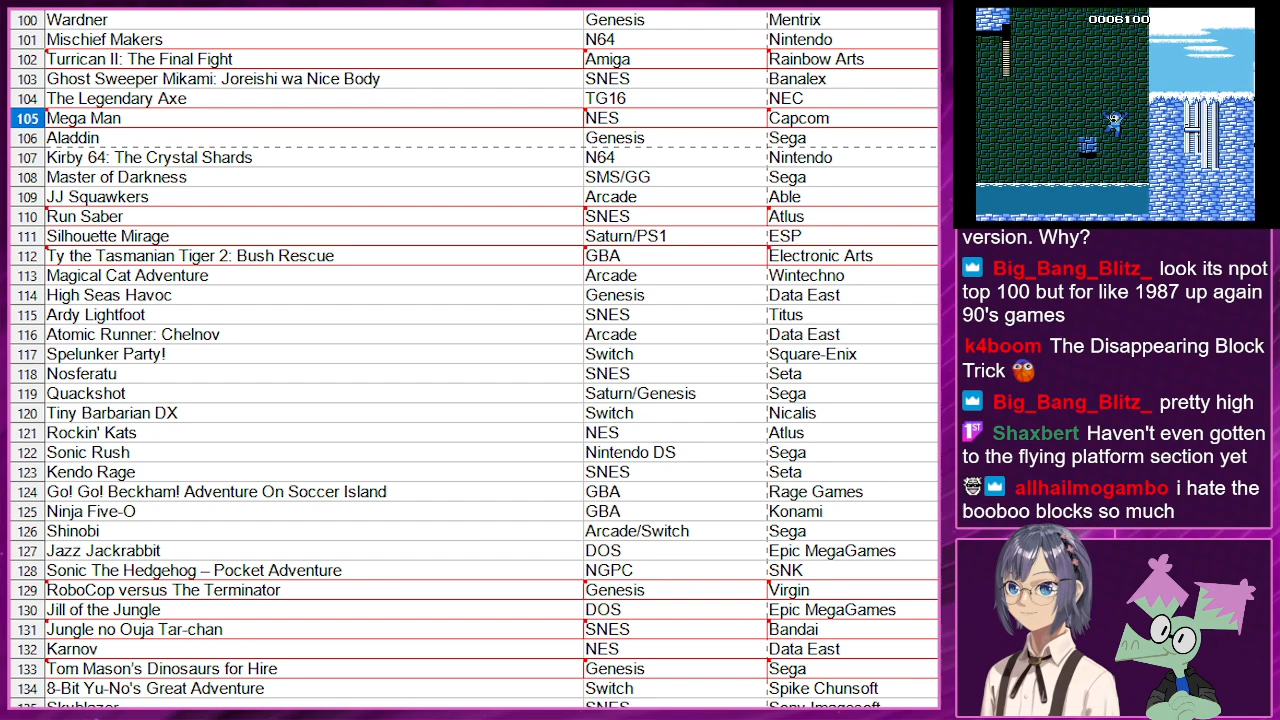 100 Wardner Genesis Mentrix
101 Mischief Makers N64 Nintendo
102 Turrican II: The Final Fight Amiga Rainbow Arts
103 Ghost Sweeper Mikami: Joreishi wa Nice Body SNES Banalex
104 The Legendary Axe TG16 NEC
105 Mega Man NES Capcom
106 Aladdin Genesis Sega
107 Kirby 64: The Crystal Shards N64 Nintendo
108 Master of Darkness SMS/GG Sega
109 JJ Squawkers Arcade Able
110 Run Saber SNES Atlus
111 Silhouette Mirage Saturn/PS1 ESP
112 Ty the Tasmanian Tiger 2: Bush Rescue GBA Electronic Arts
113 Magical Cat Adventure Arcade Wintechno
114 High Seas Havoc Genesis Data East
115 Ardy Lightfoot SNES Titus
116 Atomic Runner: Chelnov Arcade Data East
117 Spelunker Party! Switch Square-Enix
118 Nosferatu SNES Seta
119 Quackshot Saturn/Genesis Sega
120 Tiny Barbarian DX Switch Nicalis
121 Rockin' Kats NES Atlus
122 Sonic Rush Nintendo DS Sega
123 Kendo Rage SNES Seta
124 Go! Go! Beckham! Adventure On Soccer Island GBA Rage Games
125 Ninja Five-O GBA Konami
126 Shinobi Arcade/Switch Sega
127 Jazz Jackrabbit DOS Epic MegaGames
128 Sonic The Hedgehog – Pocket Adventure NGPC SNK
129 RoboCop versus The Terminator Genesis Virgin
130 Jill of the Jungle DOS Epic MegaGames
131 Jungle no Ouja Tar-chan SNES Bandai
132 Karnov NES Data East
133 Tom Mason's Dinosaurs for Hire Genesis Sega
134 8-Bit Yu-No's Great Adventure Switch Spike Chunsoft
135 Skyblazer SNES Sony Imagesoft
0006100
version. Why?
Big_Bang_Blitz_ look its npot
top 100 but for like 1987 up again
90's games
k4boom The Disappearing Block
Trick
Big_Bang_Blitz_ pretty high
1ST Shaxbert Haven't even gotten
to the flying platform section yet
allhailmogambo i hate the
booboo blocks so much